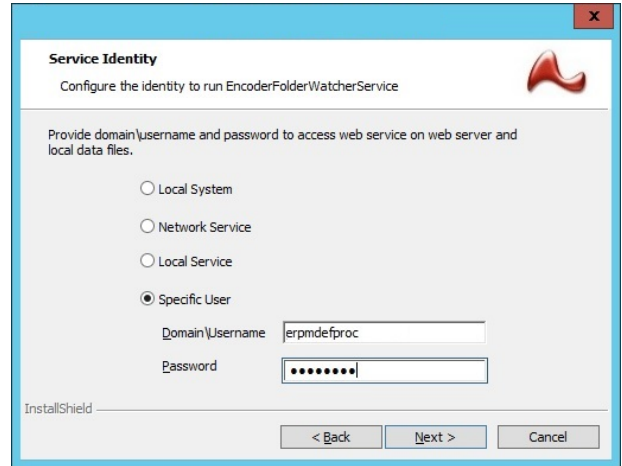 x
Service Identity
Configure the identity to run EncoderFolderWatcherService
Provide domain\username and password to access web service on web server and
local data files.
Local System
Network Service
Local Service
Specific User
Domain\Username erpmdefproc
Password ●●●●●●●●
InstallShield
< Back Next > Cancel